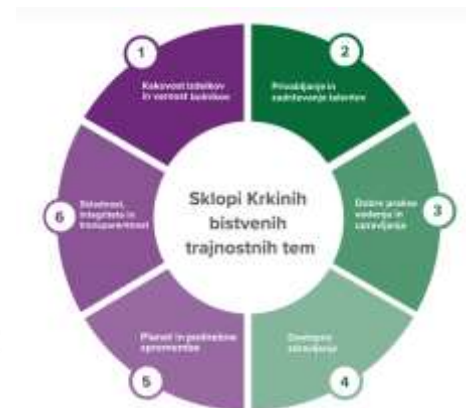 1
Kakovost izdelkov
in varnost bolnikov
2
Privabljanje in
zadrževanje talentov
3
Dobre prakse
vodenja in
upravljanja
4
Dostopno
zdravljenje
5
Planet in podnebne
spremembe
6
Skladnost,
integriteta in
transparentnost
Sklopi Krkinih
bistvenih
trajnostnih tem